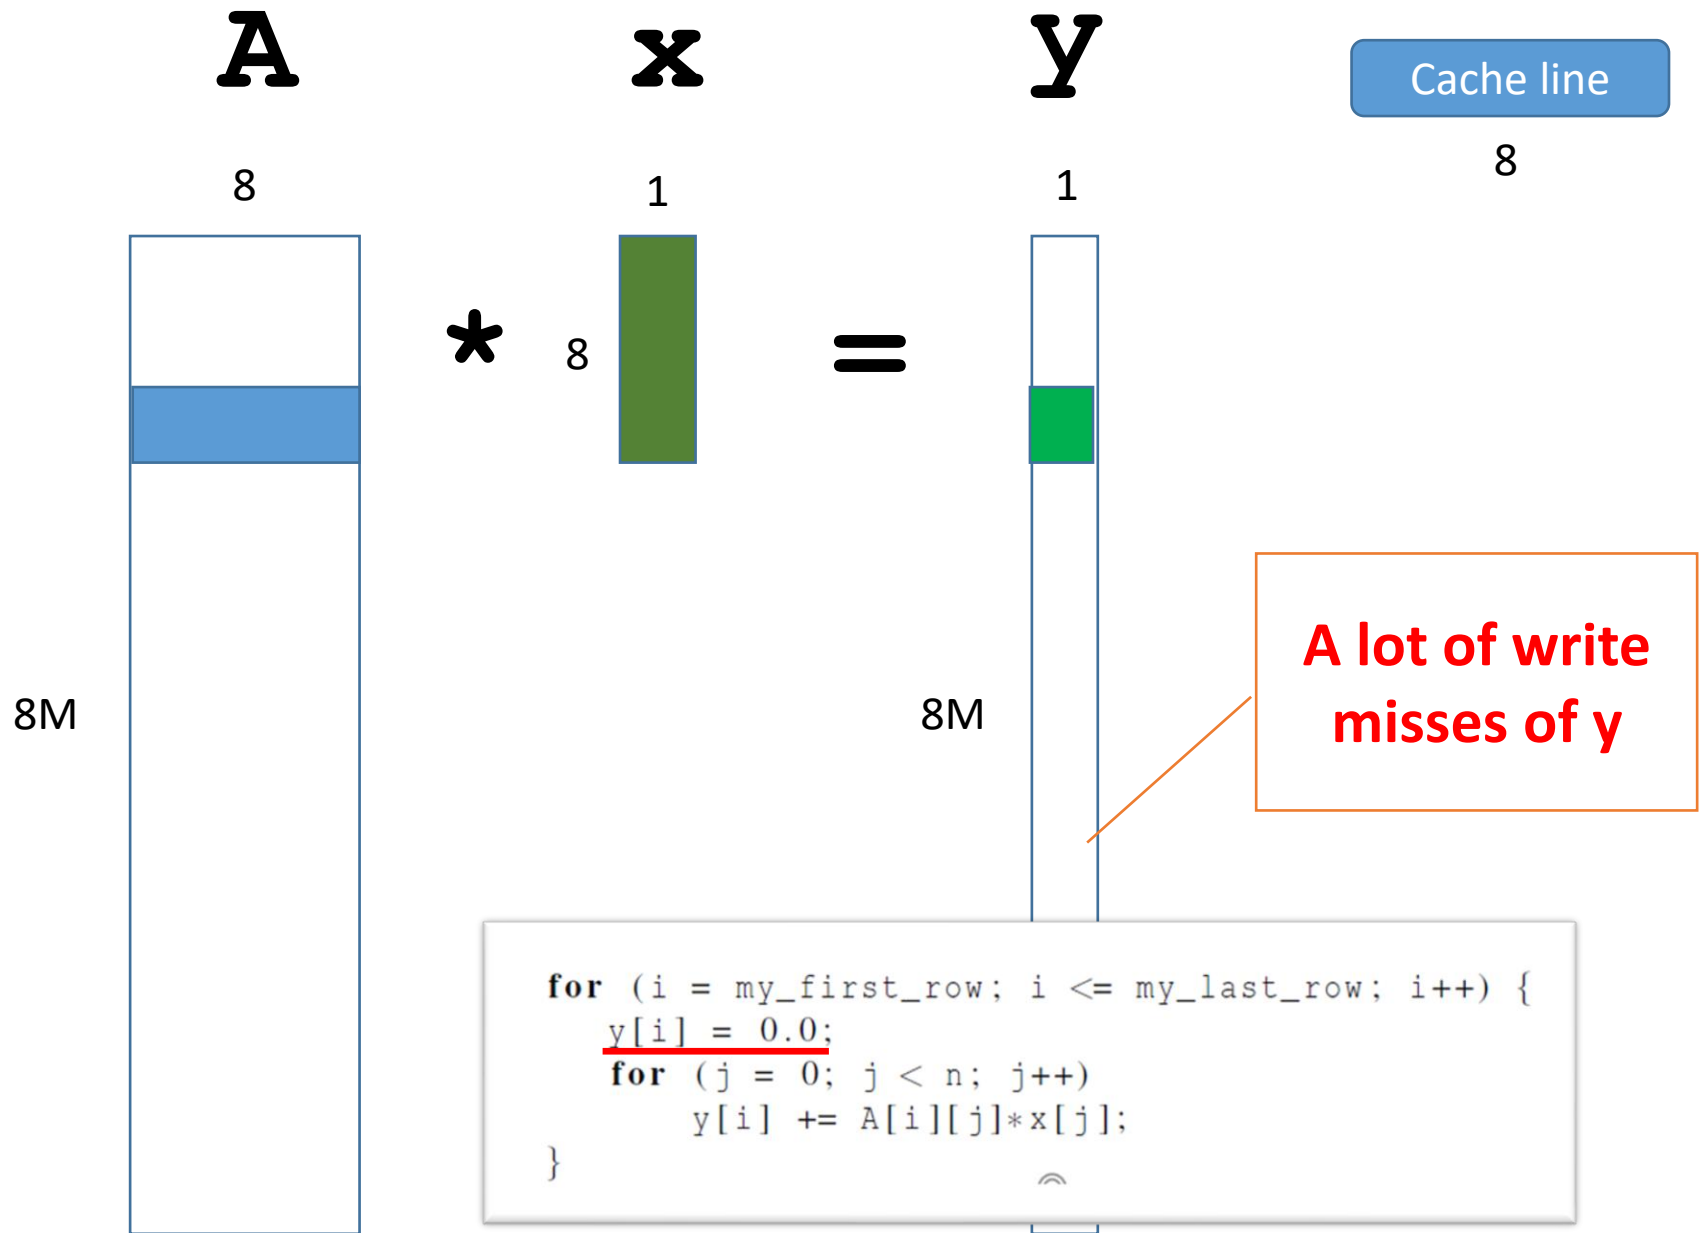 A x y
Cache line
8
8 1 1
* 8 =
8M 8M
A lot of write
misses of y
for (i = my_first_row; i <= my_last_row; i++) {
y[i] = 0.0;
for (j = 0; j < n; j++)
y[i] += A[i][j]*x[j];
}